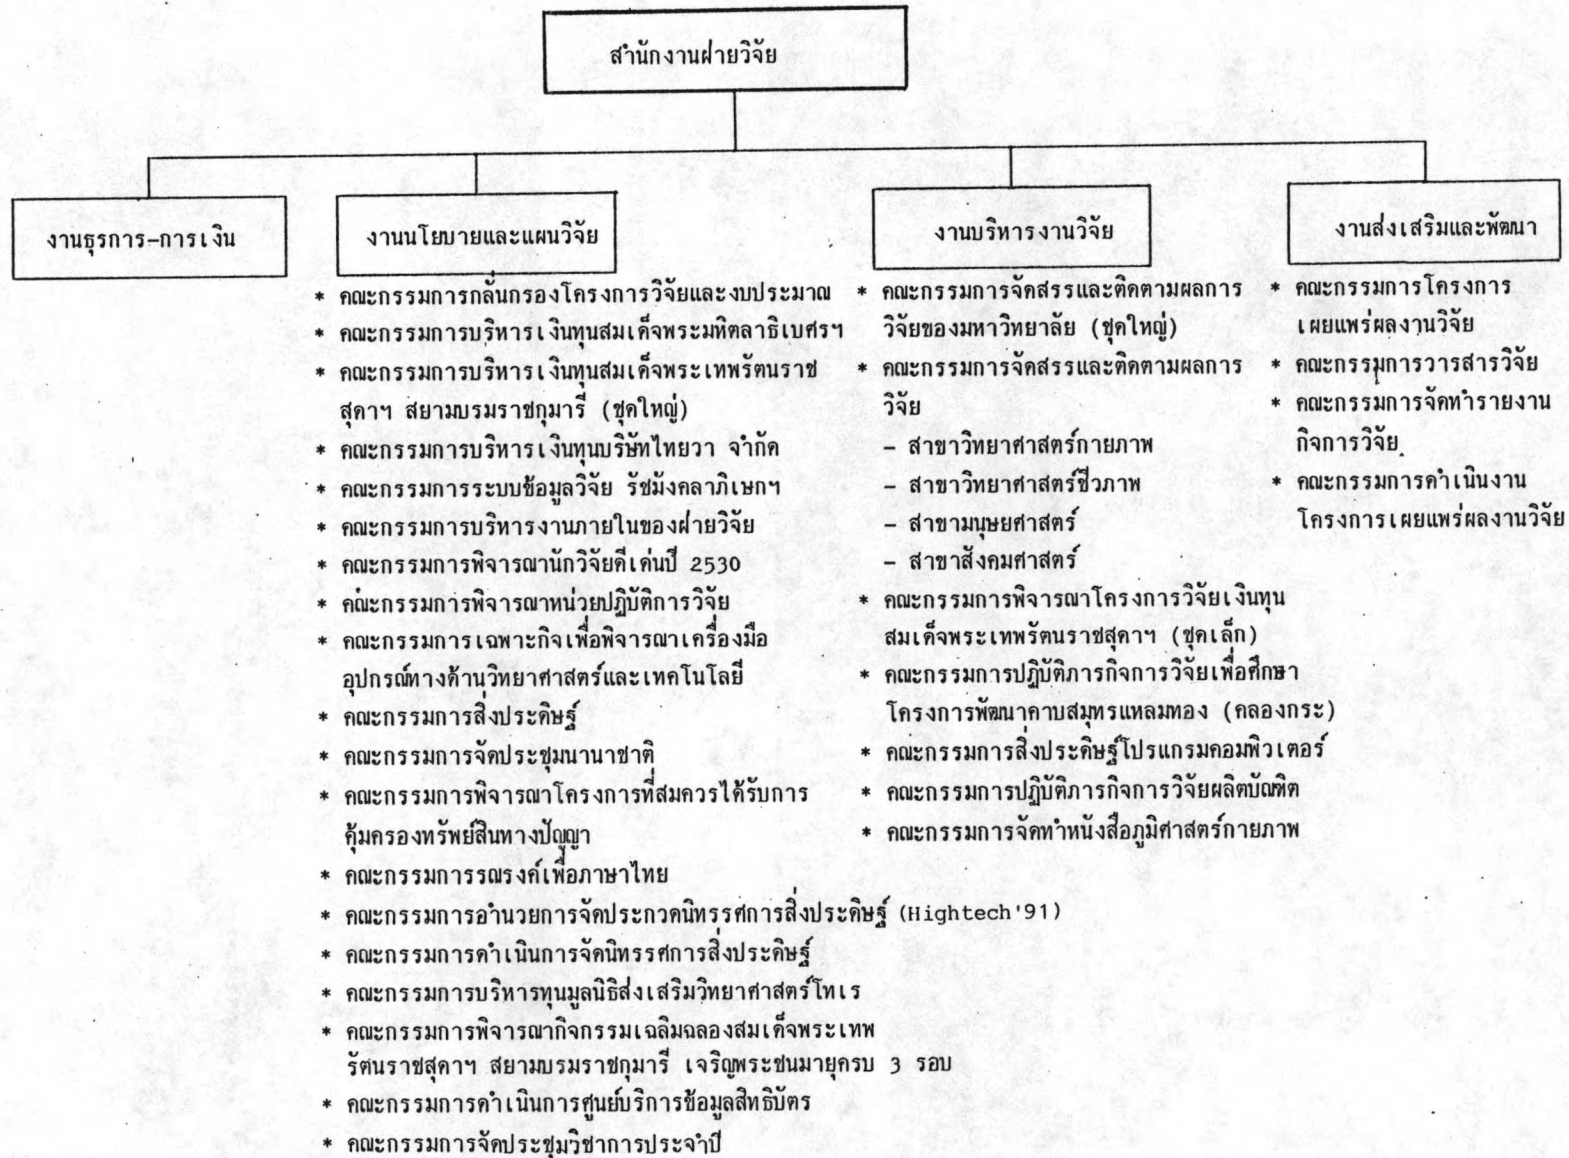 สำนักงานฝ่ายวิจัย
งานธุรการ-การเงิน
งานนโยบายและแผนวิจัย
* คณะกรรมการกลั่นกรองโครงการวิจัยและงบประมาณ
* คณะกรรมการบริหารเงินทุนสมเด็จพระมหิตลาธิเบศรฯ
* คณะกรรมการบริหารเงินทุนสมเด็จพระเทพรัตนราช
สุดาฯ สยามบรมราชกุมารี (ชุดใหญ่)
* คณะกรรมการบริหารเงินทุนบริษัทไทยวา จำกัด
* คณะกรรมการระบบข้อมูลวิจัย รัชมังคลาภิเษกฯ
* คณะกรรมการบริหารงานภายในของฝ่ายวิจัย
* คณะกรรมการพิจารณานักวิจัยดีเด่นปี 2530
* คณะกรรมการพิจารณาหน่วยปฏิบัติการวิจัย
* คณะกรรมการเฉพาะกิจเพื่อพิจารณาเครื่องมือ
อุปกรณ์ทางด้านวิทยาศาสตร์และเทคโนโลยี
* คณะกรรมการสิ่งประดิษฐ์
* คณะกรรมการจัดประชุมนานาชาติ
* คณะกรรมการพิจารณาโครงการที่สมควรได้รับการ
คุ้มครองทรัพย์สินทางปัญญา
* คณะกรรมการรณรงค์เพื่อภาษาไทย
* คณะกรรมการอำนวยการจัดประกวดนิทรรศการสิ่งประดิษฐ์ (Hightech'91)
* คณะกรรมการดำเนินการจัดนิทรรศการสิ่งประดิษฐ์
* คณะกรรมการบริหารทุนมูลนิธิส่งเสริมวิทยาศาสตร์โทเร
* คณะกรรมการพิจารณากิจกรรมเฉลิมฉลองสมเด็จพระเทพ
รัตนราชสุดาฯ สยามบรมราชกุมารี เจริญพระชนมายุครบ 3 รอบ
* คณะกรรมการดำเนินการศูนย์บริการข้อมูลสิทธิบัตร
* คณะกรรมการจัดประชุมวิชาการประจำปี
งานบริหารงานวิจัย
* คณะกรรมการจัดสรรและติดตามผลการ
วิจัยของมหาวิทยาลัย (ชุดใหญ่)
* คณะกรรมการจัดสรรและติดตามผลการ
วิจัย
- สาขาวิทยาศาสตร์กายภาพ
- สาขาวิทยาศาสตร์ชีวภาพ
- สาขามนุษยศาสตร์
- สาขาสังคมศาสตร์
* คณะกรรมการพิจารณาโครงการวิจัยเงินทุน
สมเด็จพระเทพรัตนราชสุดาฯ (ชุดเล็ก)
* คณะกรรมการปฏิบัติภารกิจการวิจัยเพื่อศึกษา
โครงการพัฒนาคาบสมุทรแหลมทอง (คลองกระ)
* คณะกรรมการสิ่งประดิษฐ์โปรแกรมคอมพิวเตอร์
* คณะกรรมการปฏิบัติภารกิจการวิจัยผลิตบัณฑิต
* คณะกรรมการจัดทำหนังสือภูมิศาสตร์กายภาพ
งานส่งเสริมและพัฒนา
* คณะกรรมการโครงการ
เผยแพร่ผลงานวิจัย
* คณะกรรมการวารสารวิจัย
* คณะกรรมการจัดทำรายงาน
กิจการวิจัย
* คณะกรรมการดำเนินงาน
โครงการเผยแพร่ผลงานวิจัย